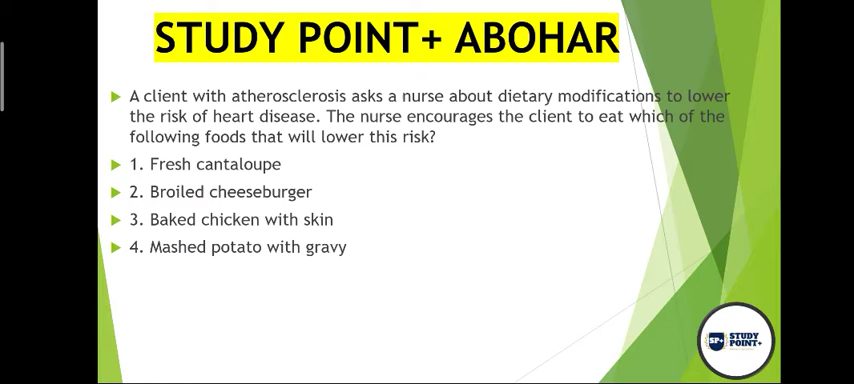 STUDY POINT+ ABOHAR
A client with atherosclerosis asks a nurse about dietary modifications to lower
the risk of heart disease. The nurse encourages the client to eat which of the
following foods that will lower this risk?
1. Fresh cantaloupe
2. Broiled cheeseburger
3. Baked chicken with skin
4. Mashed potato with gravy
SP+ STUDY
POINT+